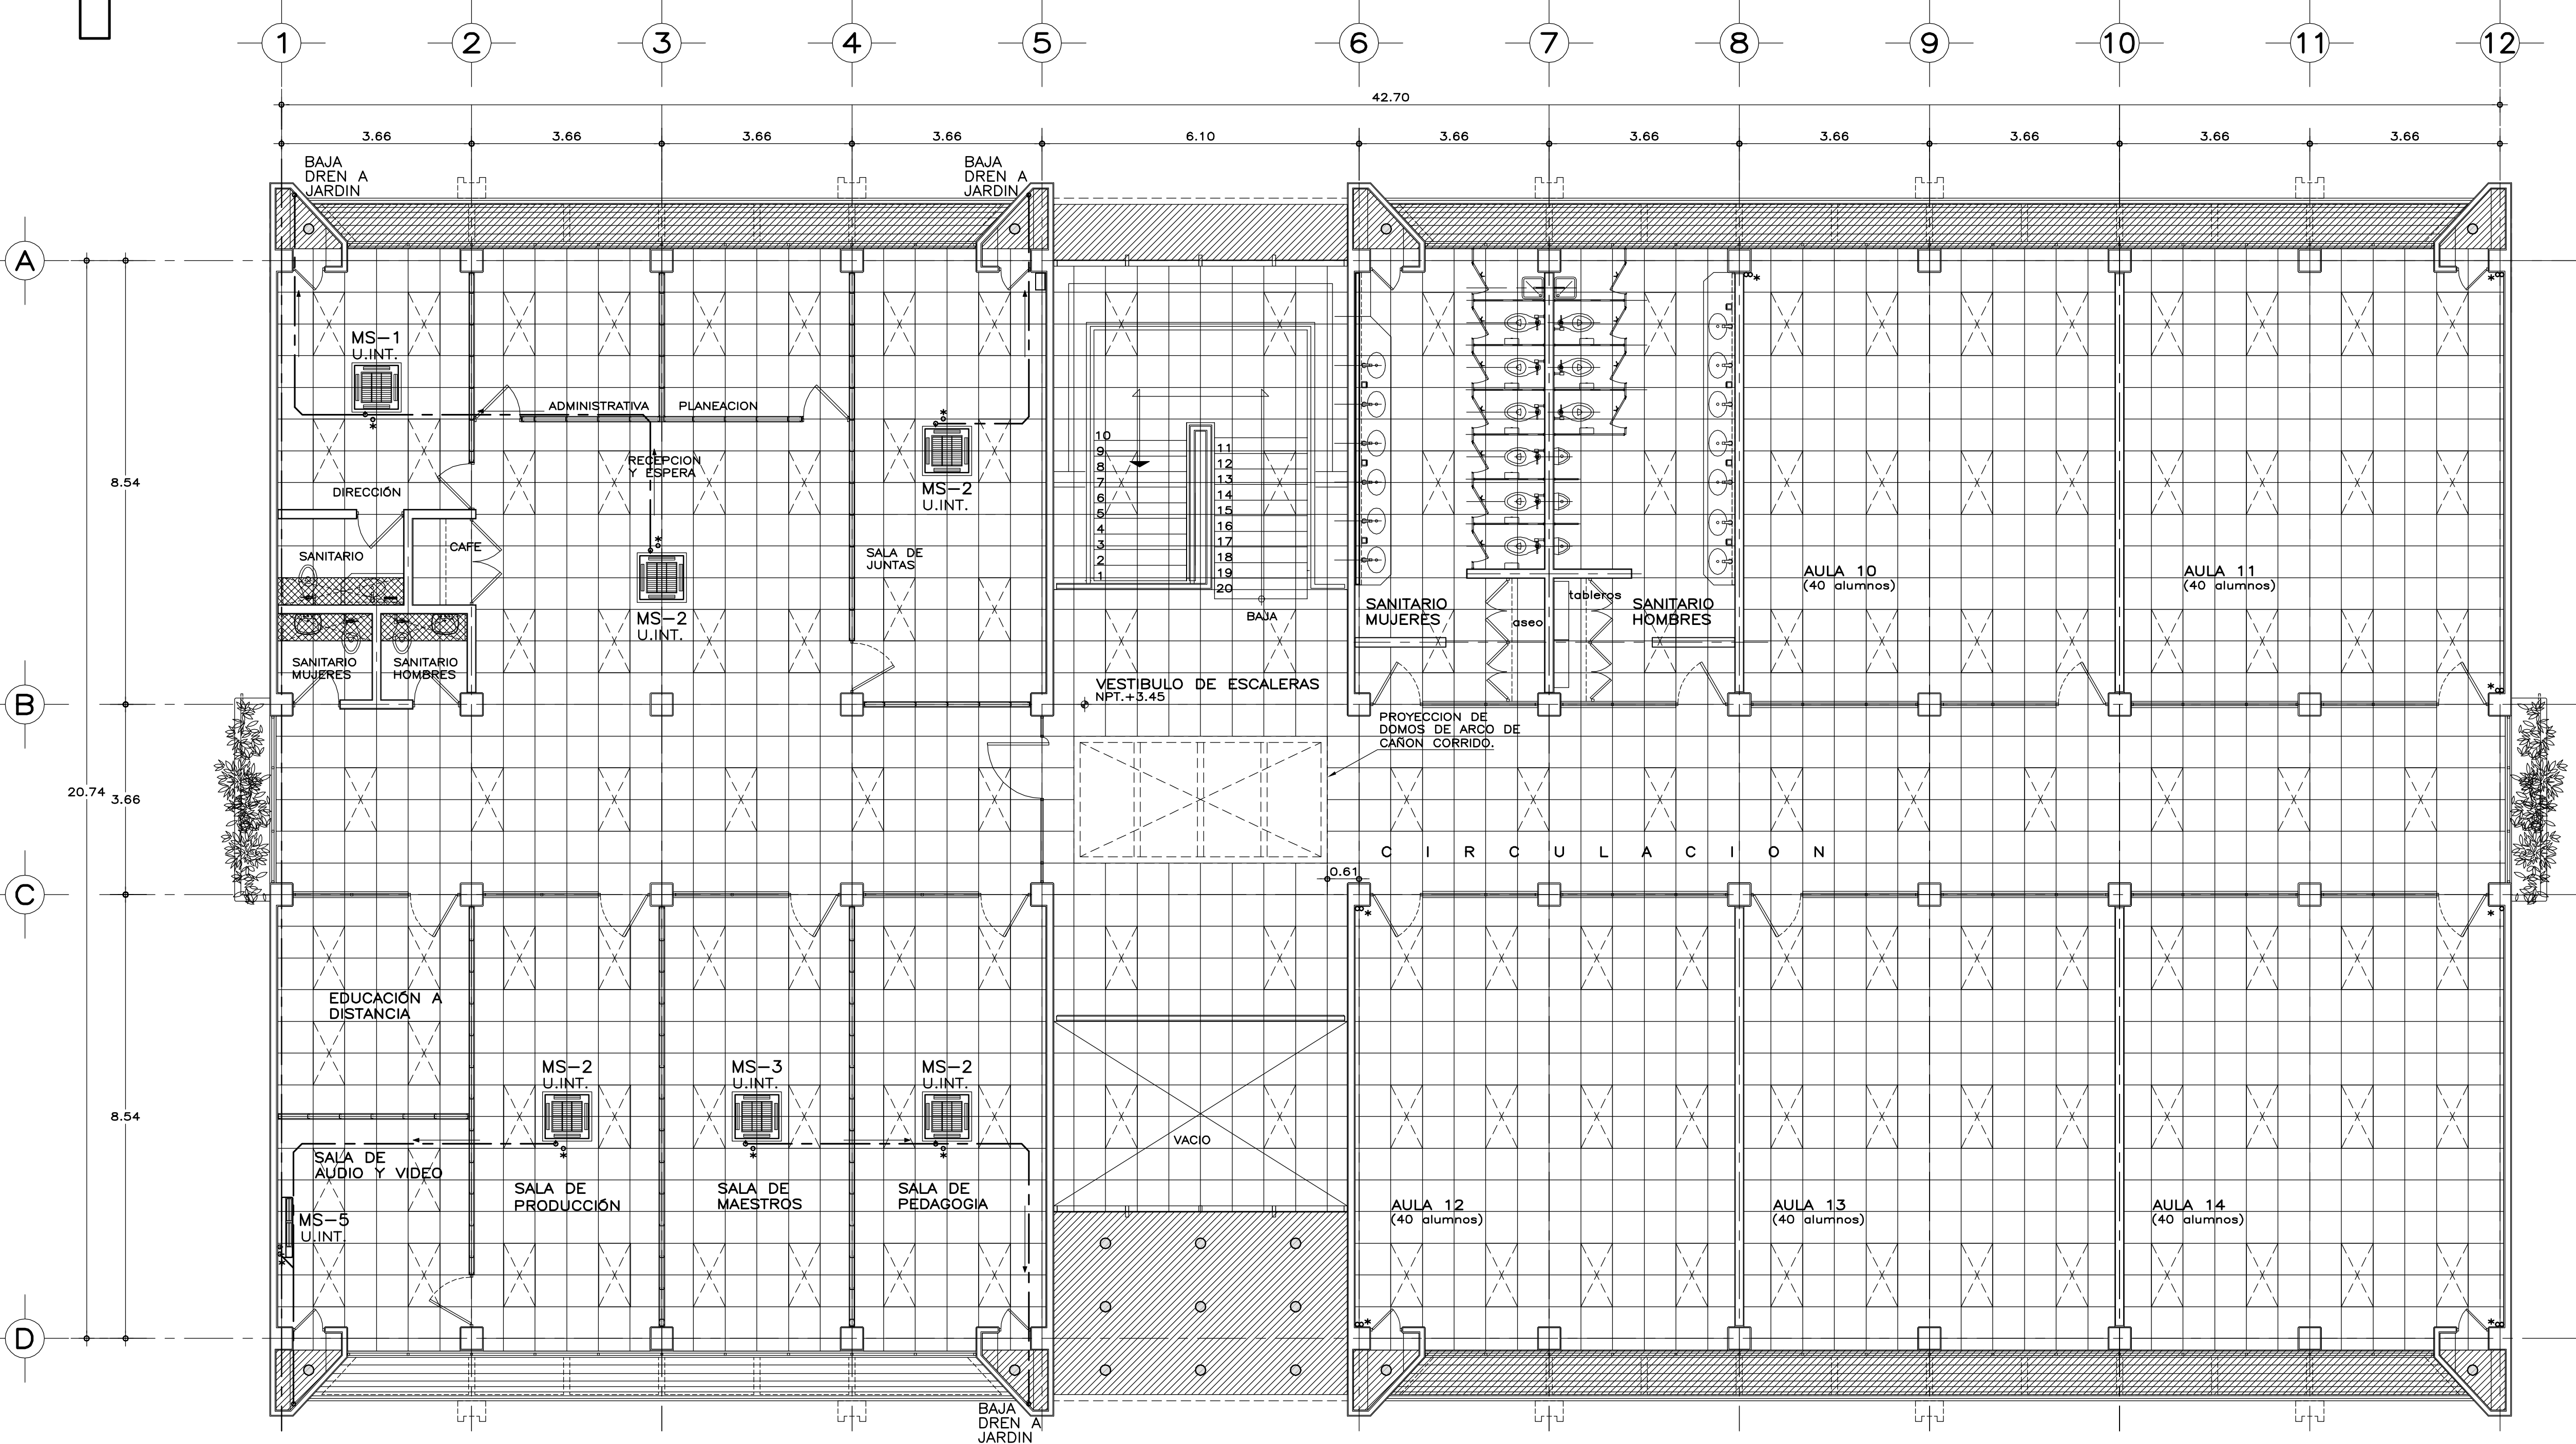 1 2 3 4 5 6 7 8 9 10 11 12
42.70
3.66 3.66 3.66 3.66 6.10 3.66 3.66 3.66 3.66 3.66 3.66
BAJA
DREN A
JARDIN
BAJA
DREN A
JARDIN
A
8.54
B
20.74
3.66
C
8.54
D
MS-1
U.INT.
*
ADMINISTRATIVA
PLANEACION
RECEPCION
Y ESPERA
*
MS-2
U.INT.
DIRECCIÓN
SANITARIO
CAFE
*
MS-2
U.INT.
SALA DE
JUNTAS
SANITARIO
MUJERES
SANITARIO
HOMBRES
10
9
8
7
6
5
4
3
2
1
11
12
13
14
15
16
17
18
19
20
BAJA
VESTIBULO DE ESCALERAS
NPT.+3.45
SANITARIO
MUJERES
aseo
tableros
SANITARIO
HOMBRES
*
AULA 10
(40 alumnos)
*
AULA 11
(40 alumnos)
*
PROYECCION DE
DOMOS DE ARCO DE
CAÑON CORRIDO.
CIRCULACION
0.61
*
*
EDUCACIÓN A
DISTANCIA
MS-2
U.INT.
*
MS-3
U.INT.
*
MS-2
U.INT.
*
VACIO
SALA DE
AUDIO Y VIDEO
SALA DE
PRODUCCIÓN
SALA DE
MAESTROS
SALA DE
PEDAGOGIA
MS-5
U.INT.
*
AULA 12
(40 alumnos)
AULA 13
(40 alumnos)
AULA 14
(40 alumnos)
*
*
BAJA
DREN A
JARDIN